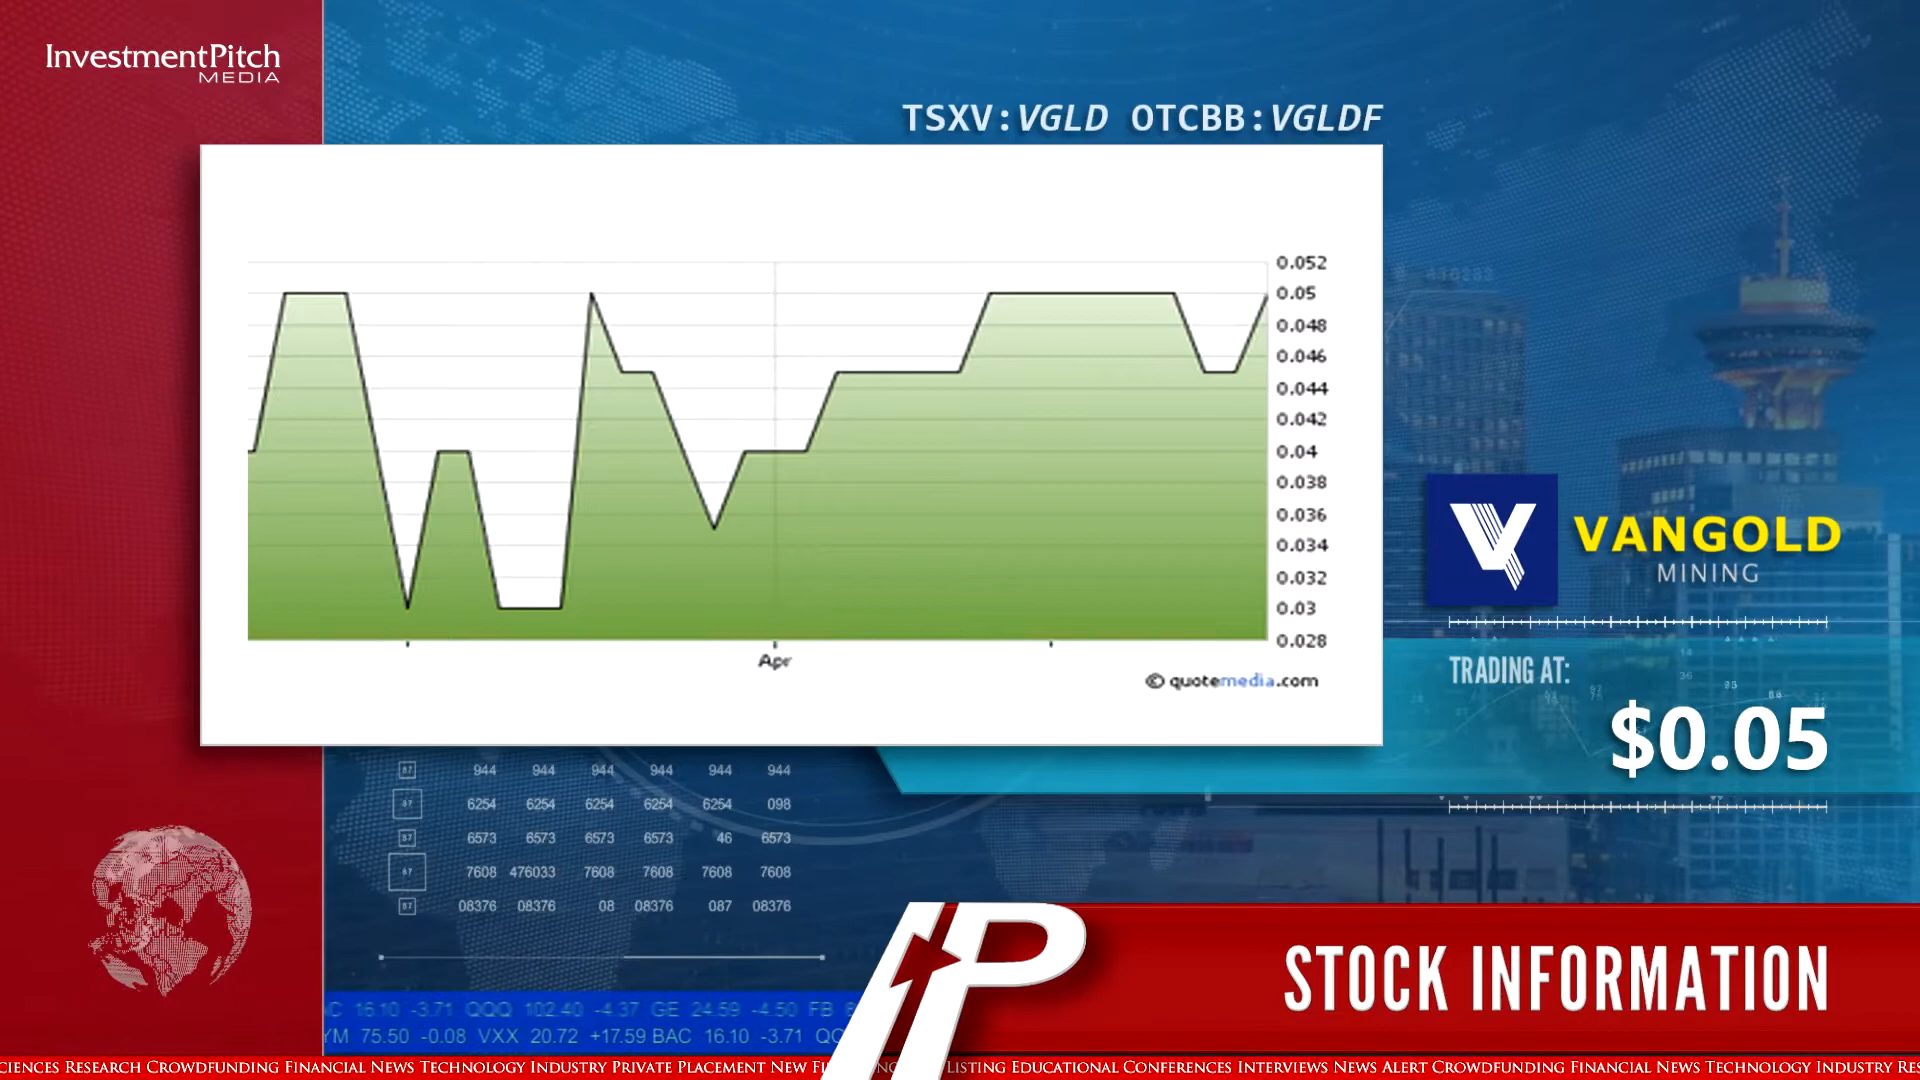 InvestmentPitch
MEDIA
TSXV:VGLD OTCBB:VGLDF
0.052
0.05
0.048
0.046
0.044
0.042
0.04
0.038
0.036
0.034
0.032
0.03
0.028
Apr
© quotemedia.com
VANGOLD
MINING
TRADING AT:
$0.05
87 944 944 944 944 944 944
87 6254 6254 6254 6254 6254 098
87 6573 6573 6573 6573 46 6573
87 7608 476033 7608 7608 7608 7608
87 08376 08376 08 08376 087 08376
STOCK INFORMATION
C 16.10 -3.71 QQQ 102.40 -4.37 GE 24.59 -4.50 FB
YM 75.50 -0.08 VXX 20.72 +17.59 BAC 16.10 -3.71
CIENCES RESEARCH CROWDFUNDING FINANCIAL NEWS TECHNOLOGY INDUSTRY PRIVATE PLACEMENT NEW LISTING EDUCATIONAL CONFERENCES INTERVIEWS NEWS ALERT CROWDFUNDING FINANCIAL NEWS TECHNOLOGY INDUSTRY